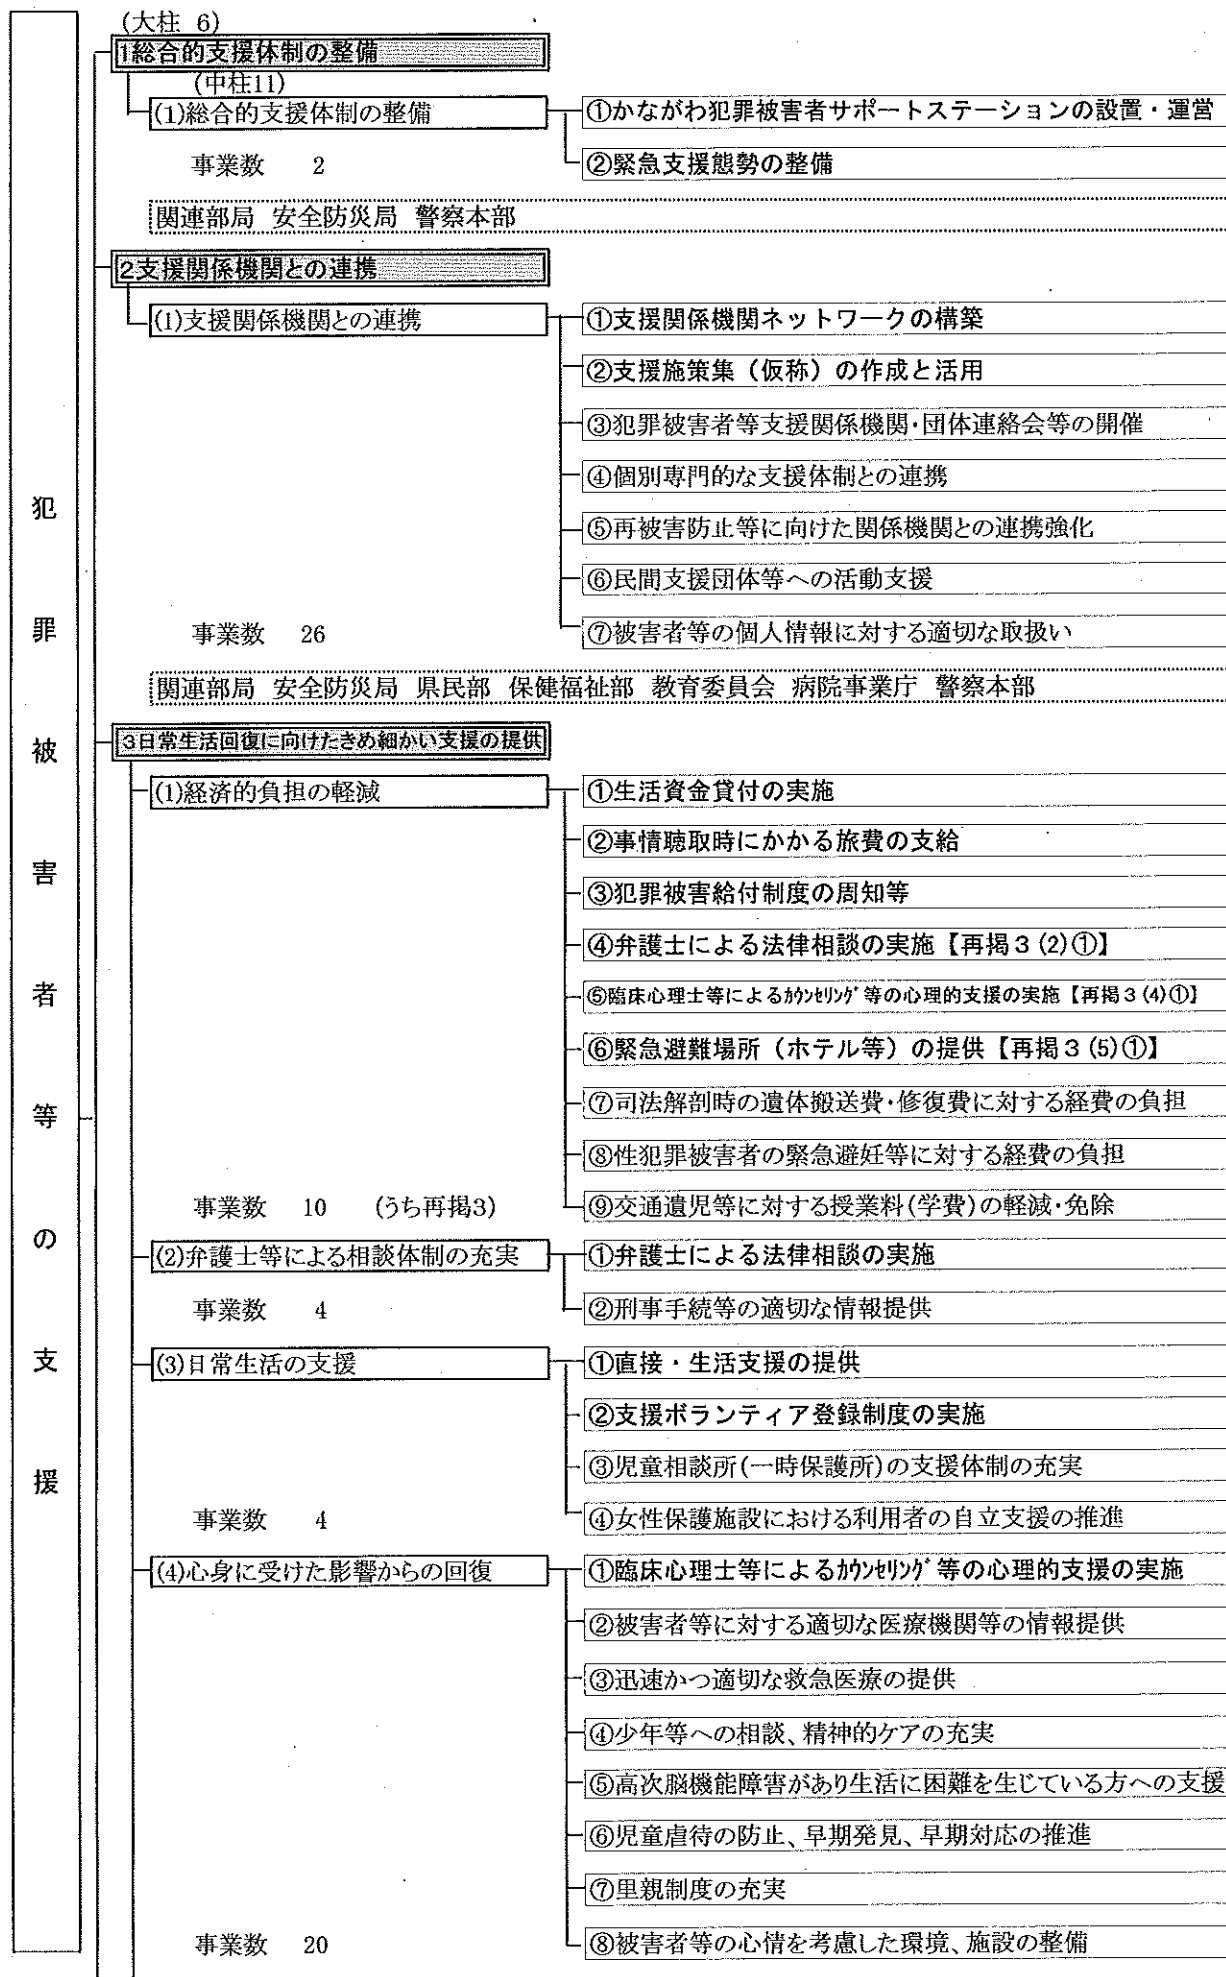 犯罪被害者等の支援
(大柱 6)
1総合的支援体制の整備
(中柱11)
(1)総合的支援体制の整備
①かながわ犯罪被害者サポートステーションの設置・運営
事業数 2
②緊急支援態勢の整備
関連部局 安全防災局 警察本部
2支援関係機関との連携
(1)支援関係機関との連携
①支援関係機関ネットワークの構築
②支援施策集（仮称）の作成と活用
③犯罪被害者等支援関係機関・団体連絡会等の開催
④個別専門的な支援体制との連携
⑤再被害防止等に向けた関係機関との連携強化
⑥民間支援団体等への活動支援
事業数 26
⑦被害者等の個人情報に対する適切な取扱い
関連部局 安全防災局 県民部 保健福祉部 教育委員会 病院事業庁 警察本部
3日常生活回復に向けたきめ細かい支援の提供
(1)経済的負担の軽減
①生活資金貸付の実施
②事情聴取時にかかる旅費の支給
③犯罪被害給付制度の周知等
④弁護士による法律相談の実施【再掲３(2)①】
⑤臨床心理士等によるｶｳﾝｾﾘﾝｸﾞ等の心理的支援の実施【再掲３(4)①】
⑥緊急避難場所（ホテル等）の提供【再掲３(5)①】
⑦司法解剖時の遺体搬送費・修復費に対する経費の負担
⑧性犯罪被害者の緊急避妊等に対する経費の負担
事業数 10 (うち再掲3)
⑨交通遺児等に対する授業料(学費)の軽減・免除
(2)弁護士等による相談体制の充実
①弁護士による法律相談の実施
事業数 4
②刑事手続等の適切な情報提供
(3)日常生活の支援
①直接・生活支援の提供
②支援ボランティア登録制度の実施
③児童相談所(一時保護所)の支援体制の充実
事業数 4
④女性保護施設における利用者の自立支援の推進
(4)心身に受けた影響からの回復
①臨床心理士等によるｶｳﾝｾﾘﾝｸﾞ等の心理的支援の実施
②被害者等に対する適切な医療機関等の情報提供
③迅速かつ適切な救急医療の提供
④少年等への相談、精神的ケアの充実
⑤高次脳機能障害があり生活に困難を生じている方への支援
⑥児童虐待の防止、早期発見、早期対応の推進
⑦里親制度の充実
事業数 20
⑧被害者等の心情を考慮した環境、施設の整備